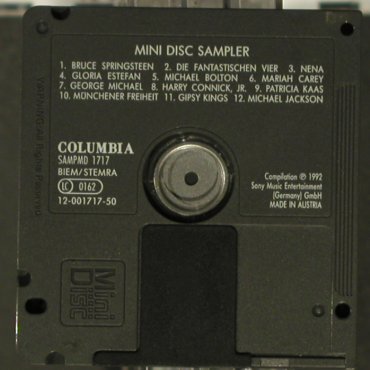 MINI DISC SAMPLER
1. BRUCE SPRINGSTEEN 2. DIE FANTASTISCHEN VIER 3. NENA
4. GLORIA ESTEFAN 5. MICHAEL BOLTON 6. MARIAH CAREY
7. GEORGE MICHAEL 8. HARRY CONNICK, JR. 9. PATRICIA KAAS
10. MÜNCHENER FREIHEIT 11. GIPSY KINGS 12. MICHAEL JACKSON
COLUMBIA
SAMPMD 1717
BIEM/STEMRA
LC 0162
12-001717-50
Compilation ℗ 1992
Sony Music Entertainment
(Germany) GmbH
MADE IN AUSTRIA
Mini
Disc